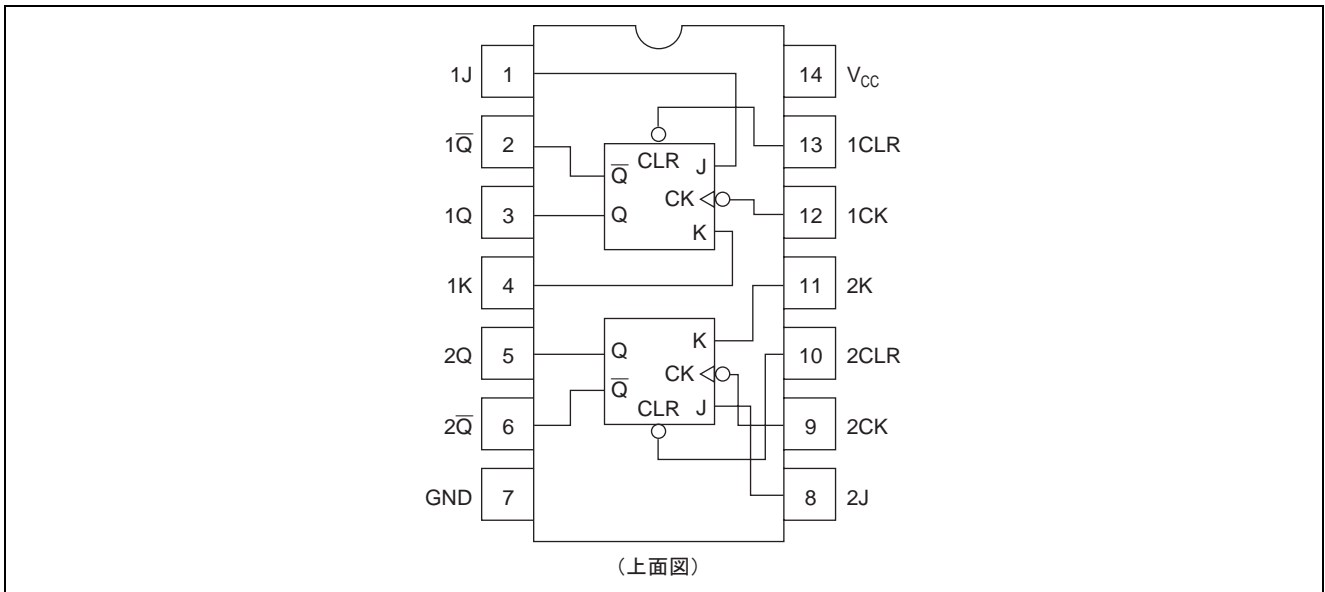 1J 1 14 V_CC
1Q̅ 2 13 1CLR
CLR J
Q̅
CK
1Q 3 Q 12 1CK
K
1K 4 11 2K
K
2Q 5 Q 10 2CLR
CK
Q̅
CLR J
2Q̅ 6 9 2CK
GND 7 8 2J
(上面図)